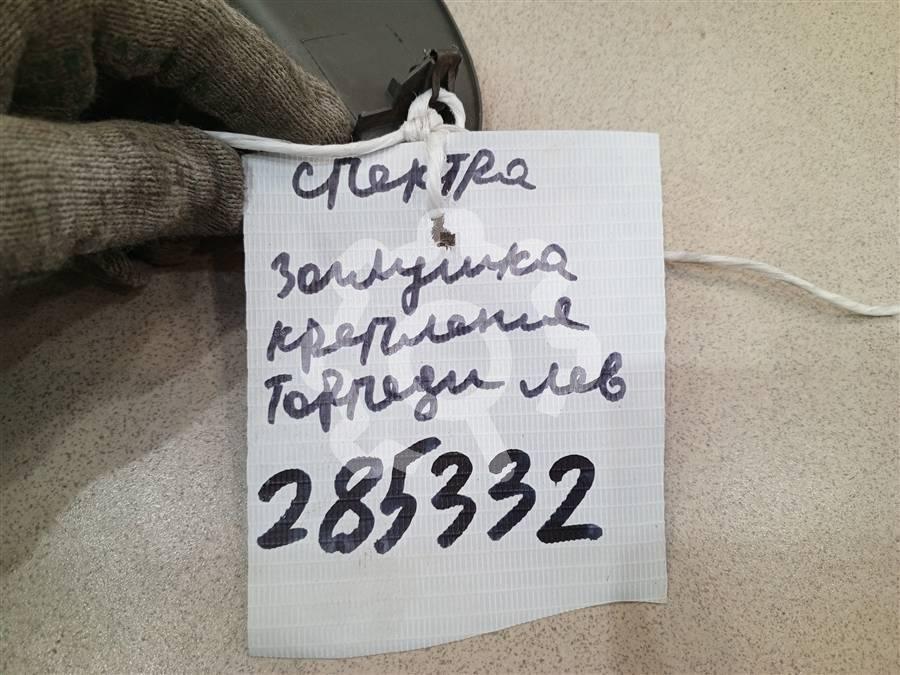 Спектра
Заглушка
крепления
Торпеды лев
285332